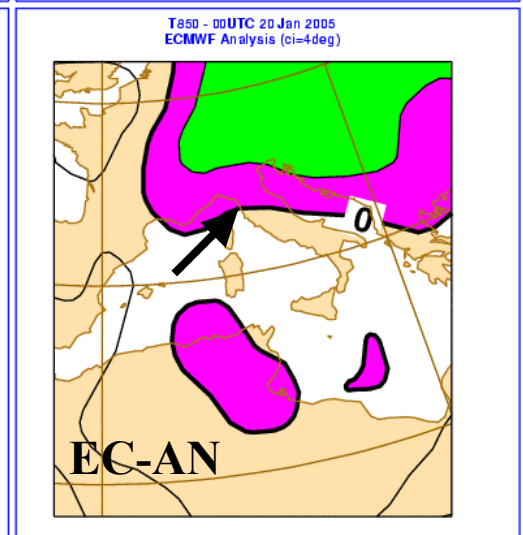 T850 - 00UTC 20 Jan 2005
ECMWF Analysis (ci=4deg)
0
EC-AN